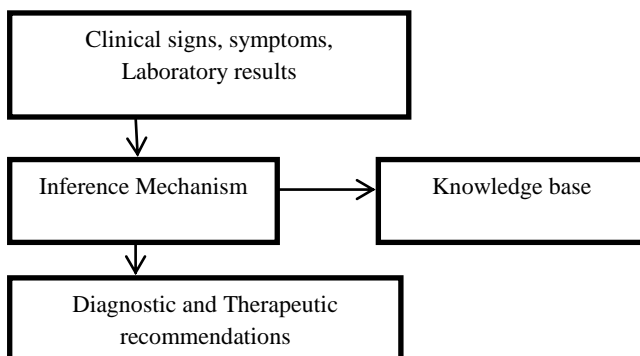 Clinical signs, symptoms,
Laboratory results
Inference Mechanism
Knowledge base
Diagnostic and Therapeutic
recommendations